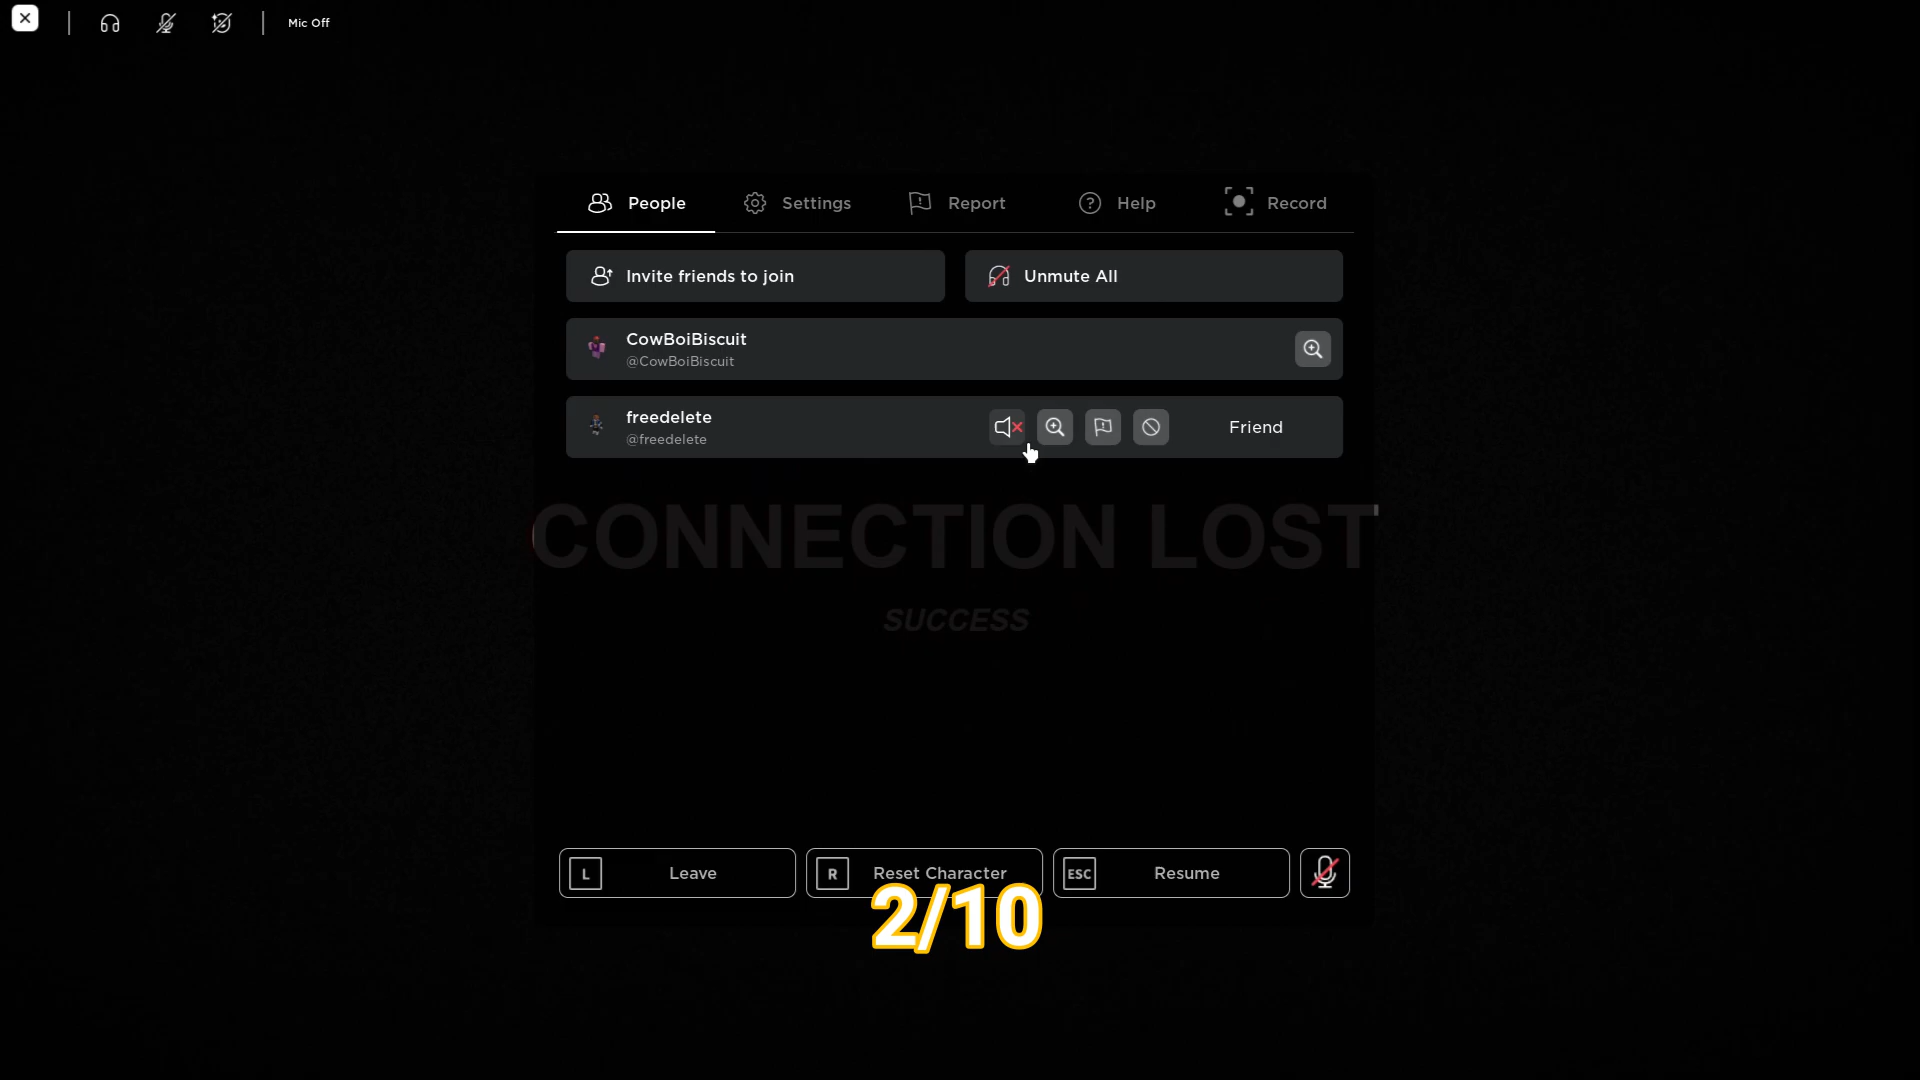 Mic Off
People Settings Report Help Record
Invite friends to join Unmute All
CowBoiBiscuit
@CowBoiBiscuit
freedelete
@freedelete
Friend
CONNECTION LOST
SUCCESS
L Leave R Reset Character ESC Resume
2/10